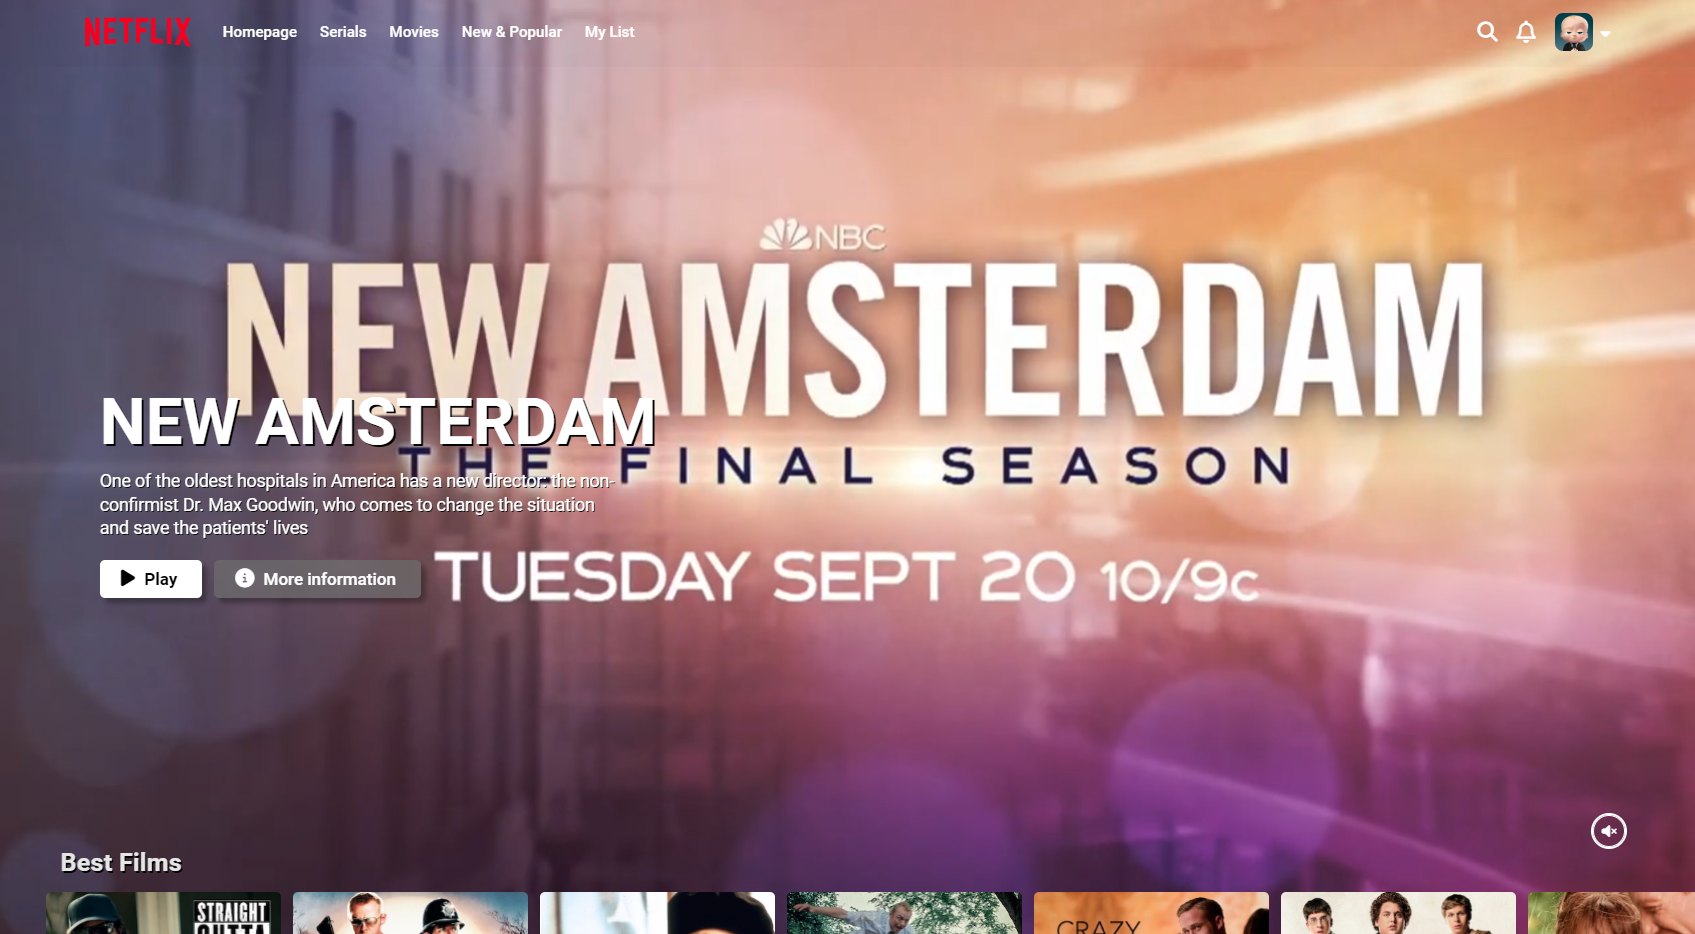 NETFLIX
Homepage Serials Movies New & Popular My List
NBC
NEW AMSTERDAM
THE FINAL SEASON
TUESDAY SEPT 20 10/9c
NEW AMSTERDAM
One of the oldest hospitals in America has a new director: the non-
confirmist Dr. Max Goodwin, who comes to change the situation
and save the patients' lives
Play
More information
Best Films
STRAIGHT
OUTTA
CRAZY